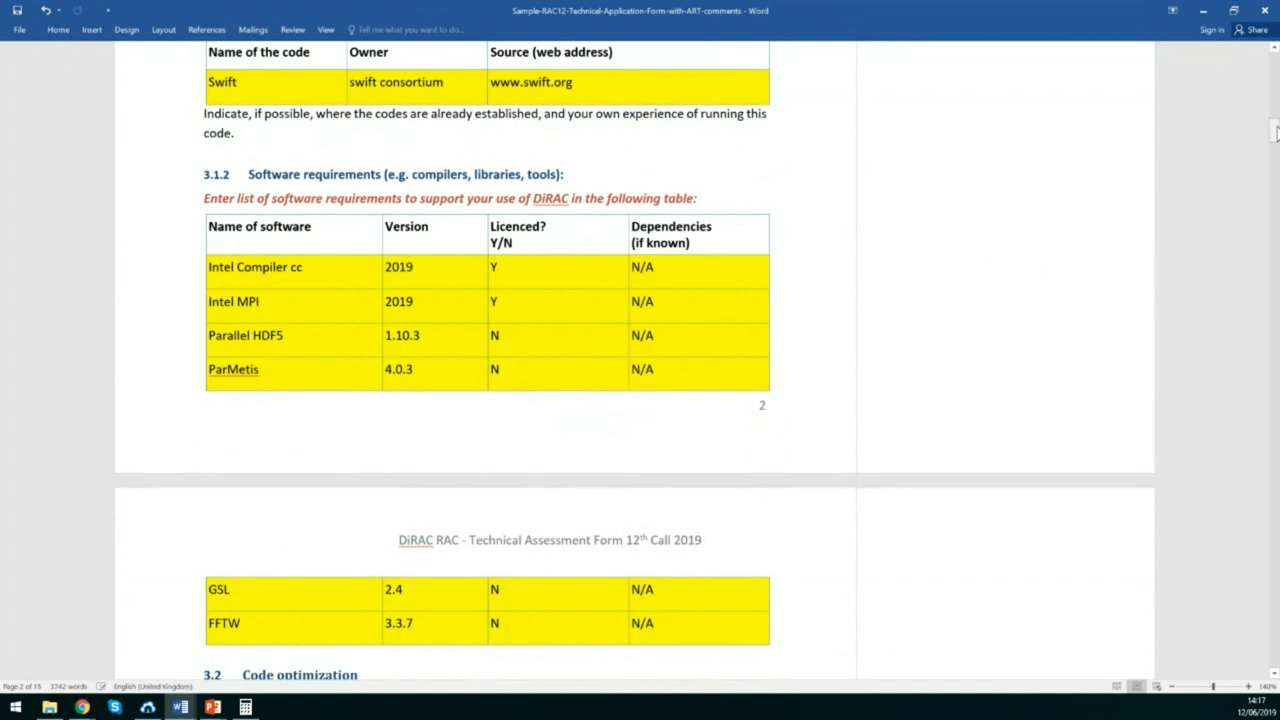 Sample-RAC12-Technical-Application-Form-with-ART-comments - Word
File Home Insert Design Layout References Mailings Review View Tell me what you want to do... Sign in Share
Name of the code Owner Source (web address)
Swift swift consortium www.swift.org
Indicate, if possible, where the codes are already established, and your own experience of running this
code.
3.1.2 Software requirements (e.g. compilers, libraries, tools):
Enter list of software requirements to support your use of DiRAC in the following table:
Name of software Version Licenced? Dependencies
Y/N (if known)
Intel Compiler cc 2019 Y N/A
Intel MPI 2019 Y N/A
Parallel HDF5 1.10.3 N N/A
ParMetis 4.0.3 N N/A
2
DiRAC RAC - Technical Assessment Form 12th Call 2019
GSL 2.4 N N/A
FFTW 3.3.7 N N/A
3.2 Code optimization
Page 2 of 15 3742 words English (United Kingdom) 140%
14:17
12/06/2019